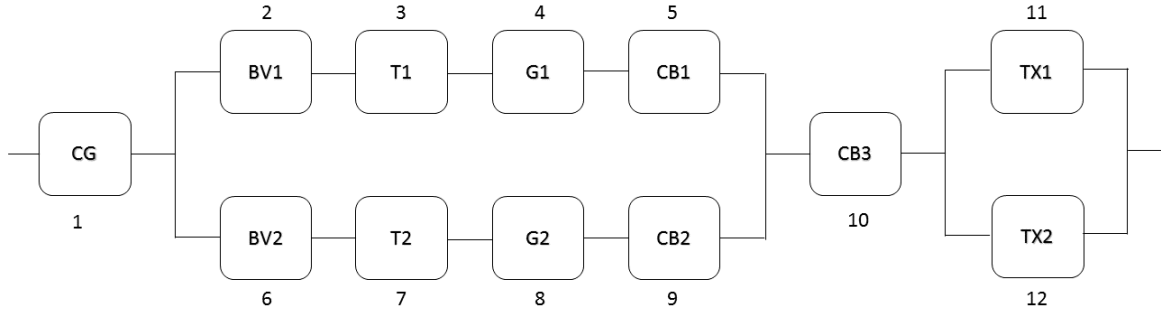 2 3 4 5 11
BV1 T1 G1 CB1 TX1
CG CB3
1 10
BV2 T2 G2 CB2 TX2
6 7 8 9 12